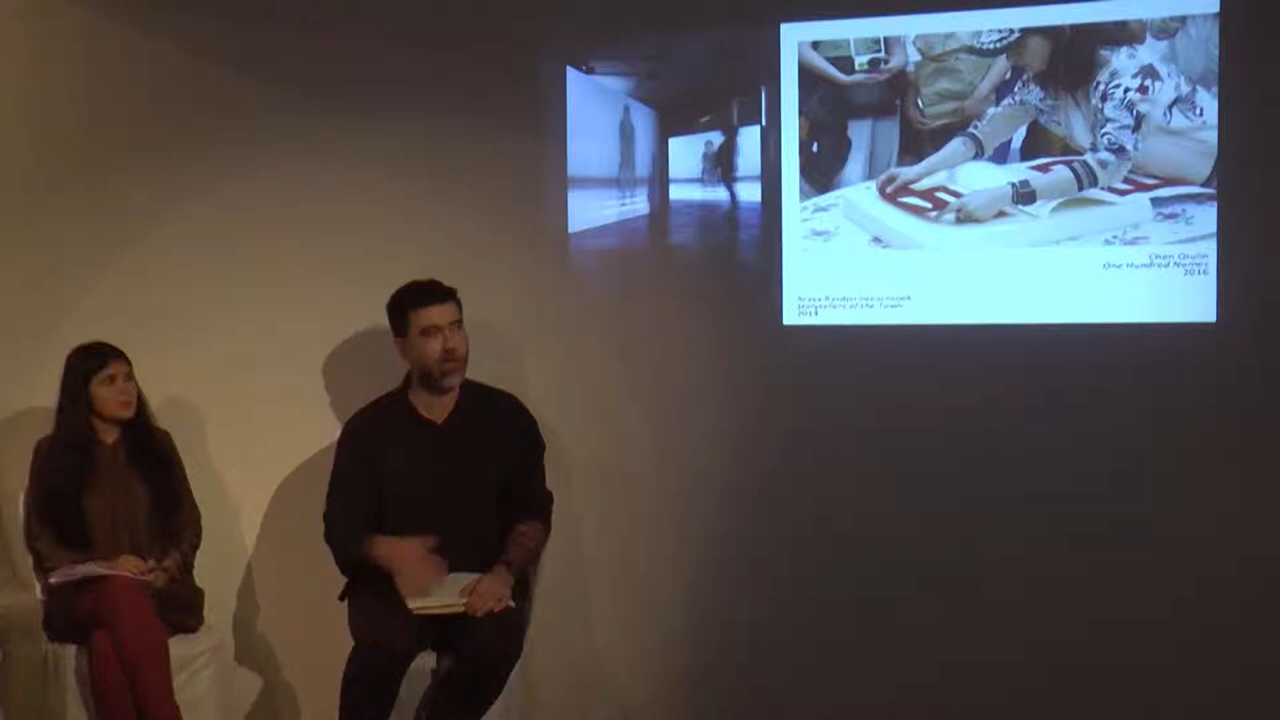 Chen Qiulin
One Hundred Names
2016
Storytellers of the Town
2014